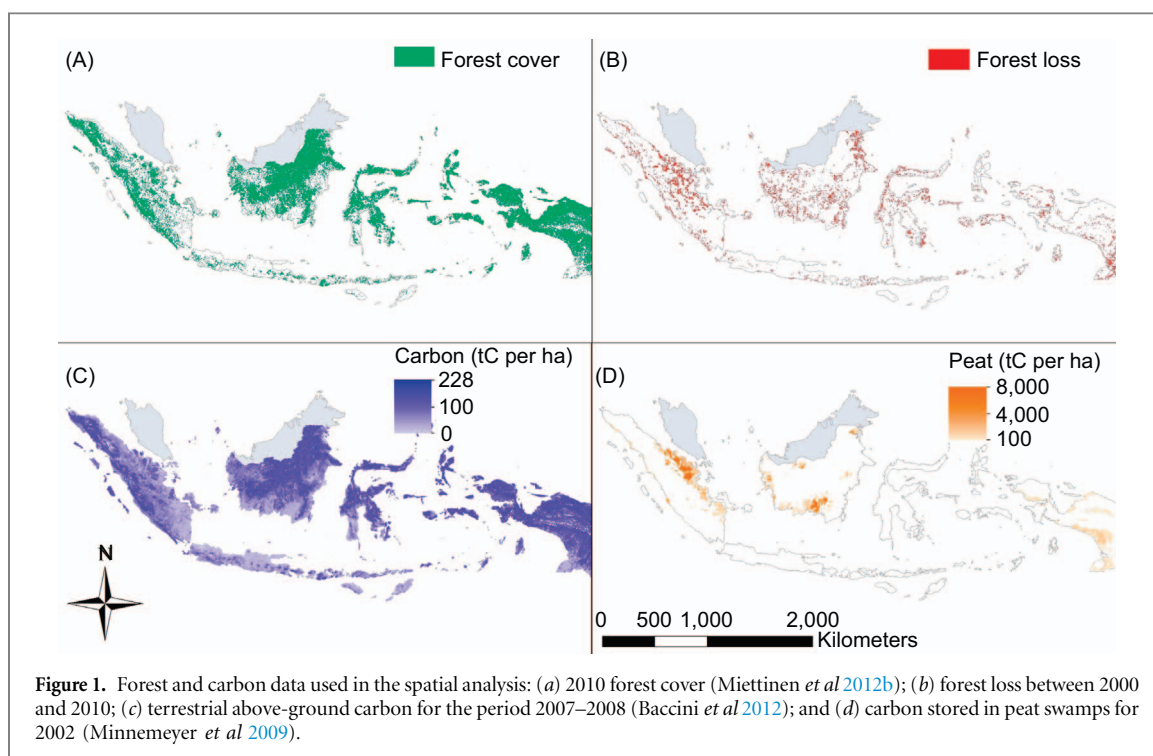 (A)
Forest cover
(B)
Forest loss
(C)
Carbon (tC per ha)
228
100
0
N
(D)
Peat (tC per ha)
8,000
4,000
100
0 500 1,000 2,000
Kilometers
Figure 1. Forest and carbon data used in the spatial analysis: (a) 2010 forest cover (Miettinen et al 2012b); (b) forest loss between 2000
and 2010; (c) terrestrial above-ground carbon for the period 2007–2008 (Baccini et al 2012); and (d) carbon stored in peat swamps for
2002 (Minnemeyer et al 2009).